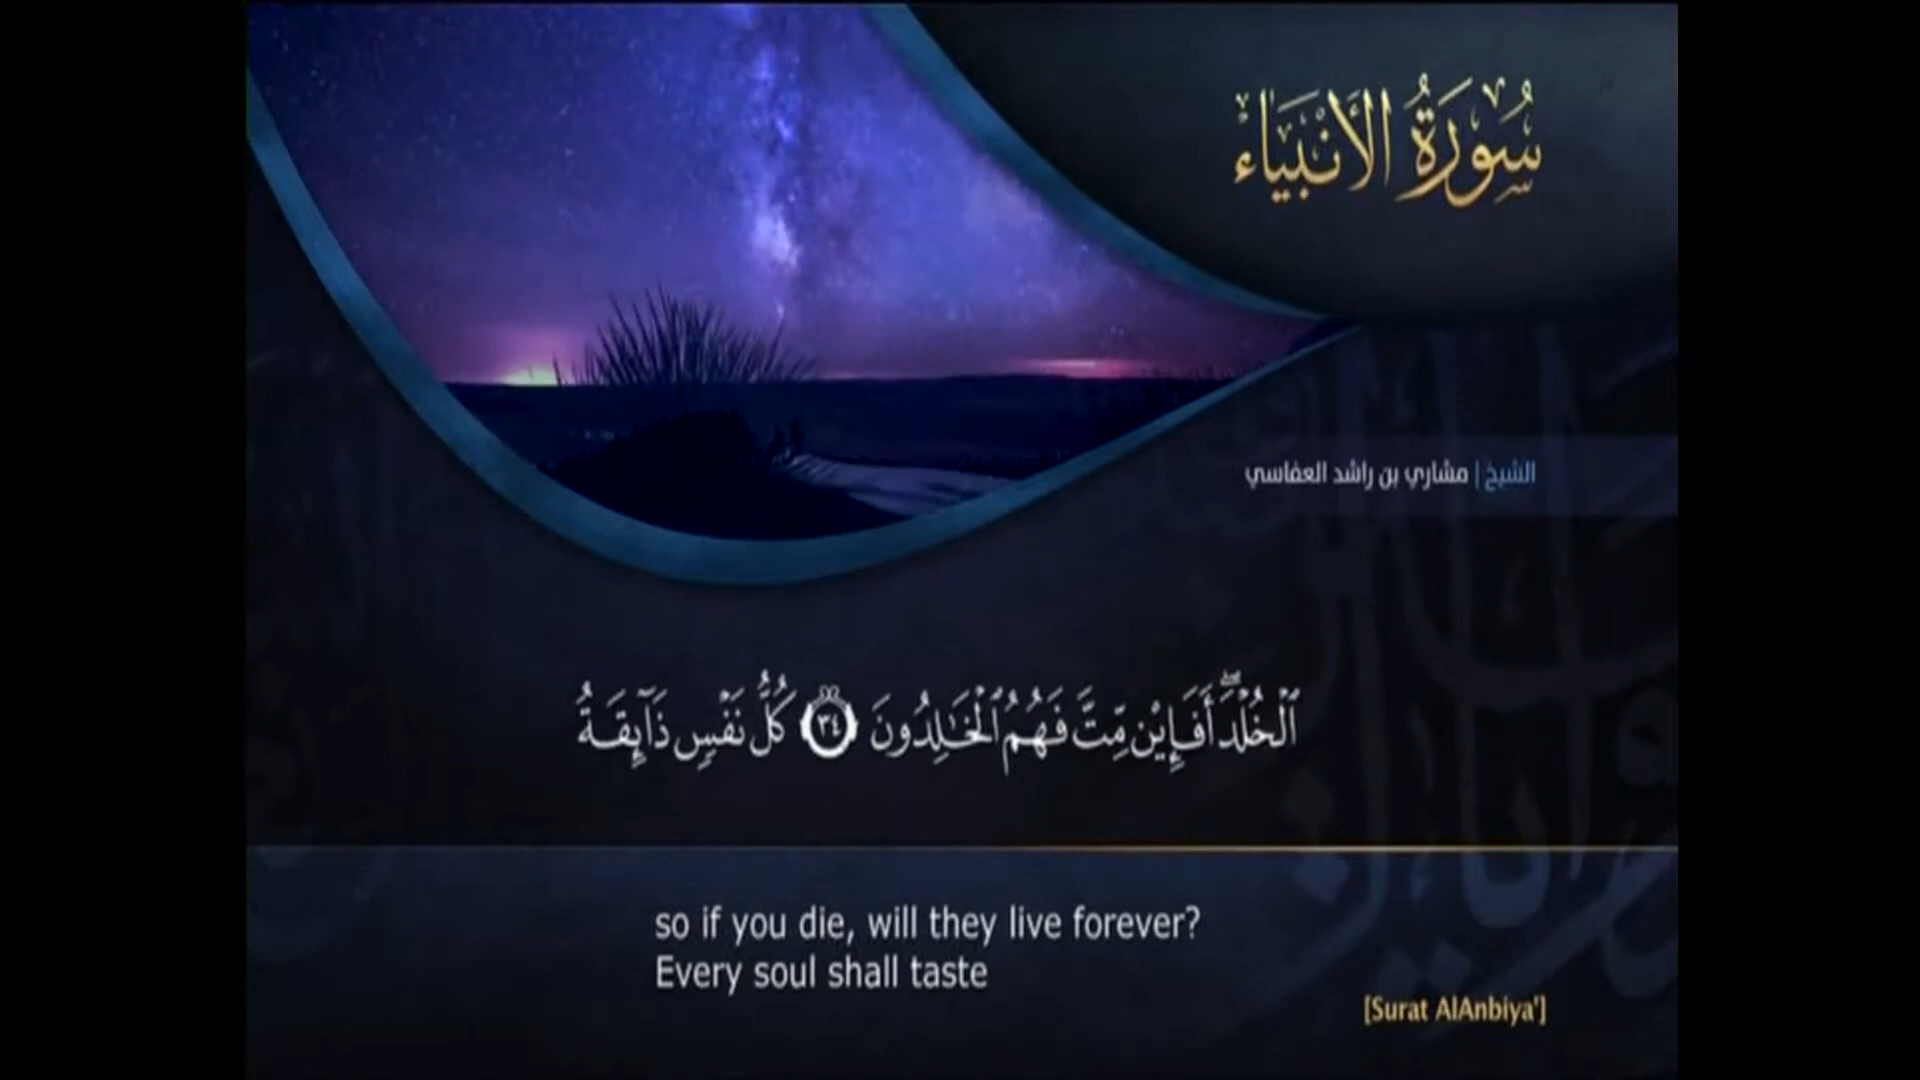 سُورَةُ الأَنْبِيَاء
الشيخ | مشاري بن راشد العفاسي
ٱلْخُلْدَۖ أَفَإِيْن مِّتَّ فَهُمُ ٱلْخَـٰلِدُونَ ٣٤ كُلُّ نَفْسٍ ذَآئِقَةُ
so if you die, will they live forever?
Every soul shall taste
[Surat AlAnbiya']